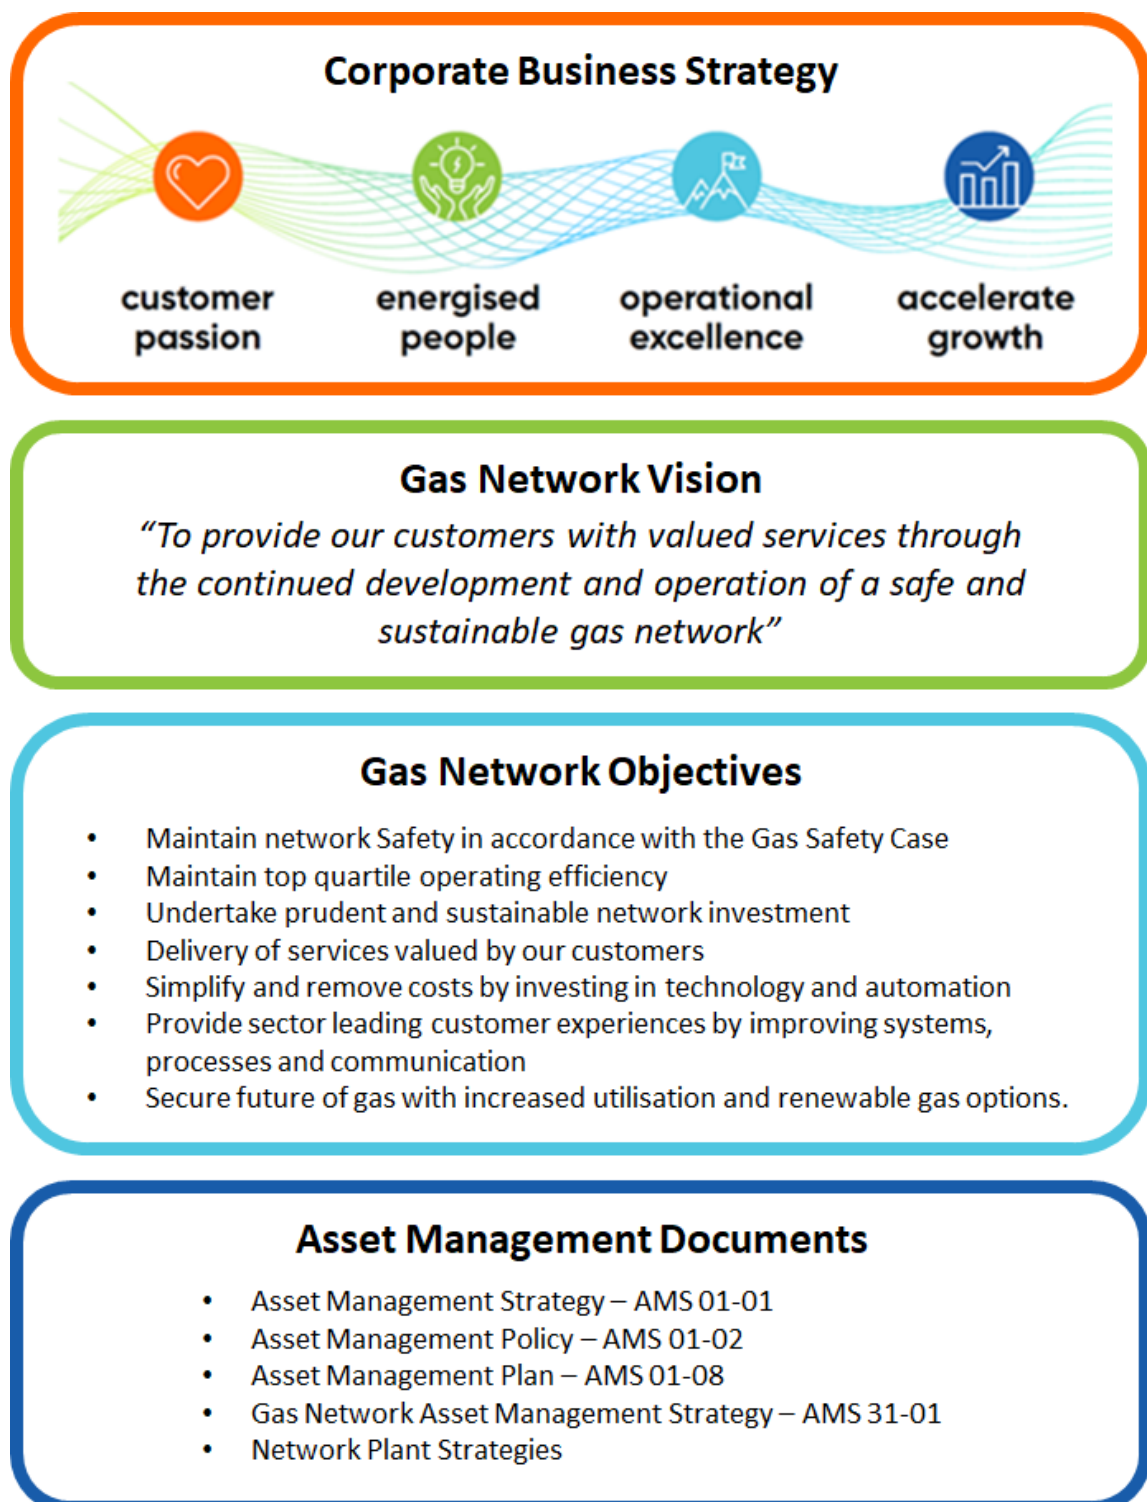 Corporate Business Strategy
customer
passion
energised
people
operational
excellence
accelerate
growth
Gas Network Vision
“To provide our customers with valued services through
the continued development and operation of a safe and
sustainable gas network”
Gas Network Objectives
• Maintain network Safety in accordance with the Gas Safety Case
• Maintain top quartile operating efficiency
• Undertake prudent and sustainable network investment
• Delivery of services valued by our customers
• Simplify and remove costs by investing in technology and automation
• Provide sector leading customer experiences by improving systems,
processes and communication
• Secure future of gas with increased utilisation and renewable gas options.
Asset Management Documents
• Asset Management Strategy – AMS 01-01
• Asset Management Policy – AMS 01-02
• Asset Management Plan – AMS 01-08
• Gas Network Asset Management Strategy – AMS 31-01
• Network Plant Strategies